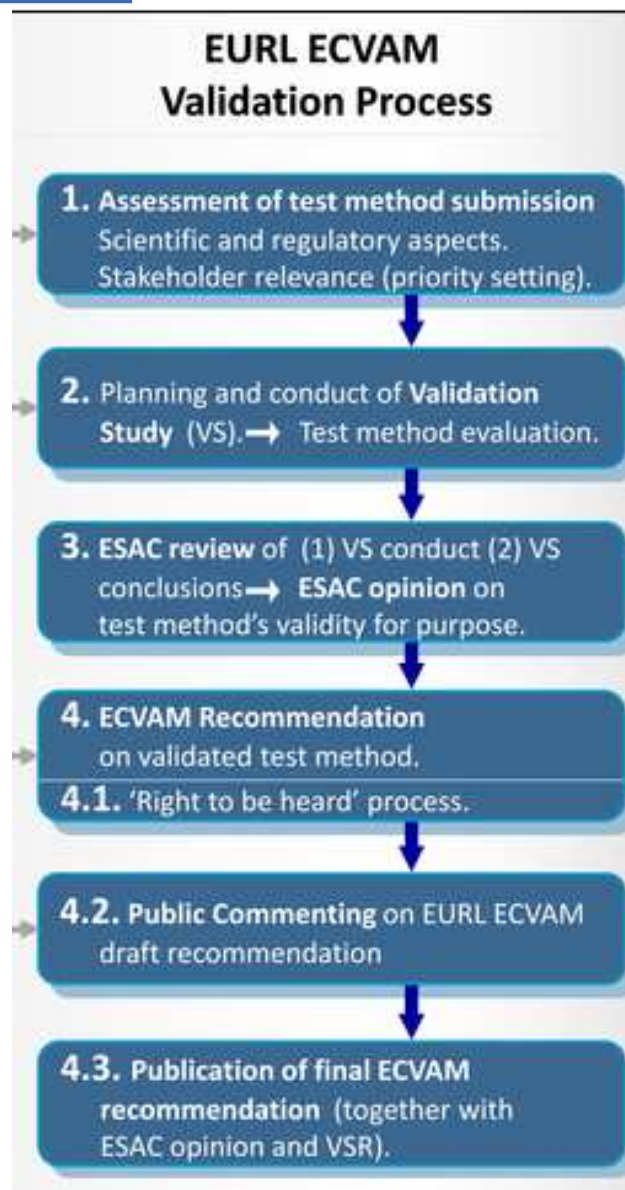 EURL ECVAM
Validation Process
1. Assessment of test method submission
Scientific and regulatory aspects.
Stakeholder relevance (priority setting).
2. Planning and conduct of Validation
Study (VS).→ Test method evaluation.
3. ESAC review of (1) VS conduct (2) VS
conclusions→ ESAC opinion on
test method’s validity for purpose.
4. ECVAM Recommendation
on validated test method.
4.1. ‘Right to be heard’ process.
4.2. Public Commenting on EURL ECVAM
draft recommendation
4.3. Publication of final ECVAM
recommendation (together with
ESAC opinion and VSR).